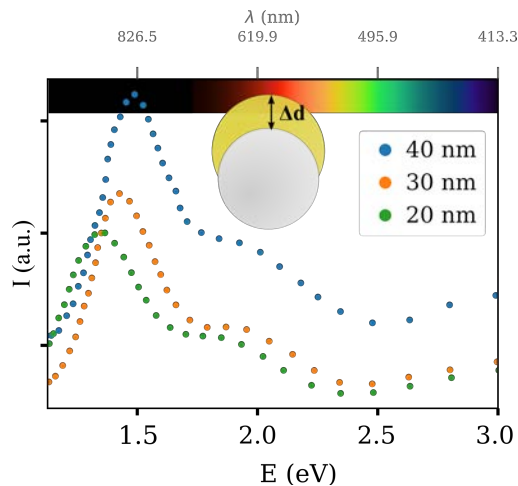 λ (nm)
826.5 619.9 495.9 413.3
Δd
40 nm
30 nm
20 nm
I (a.u.)
1.5 2.0 2.5 3.0
E (eV)